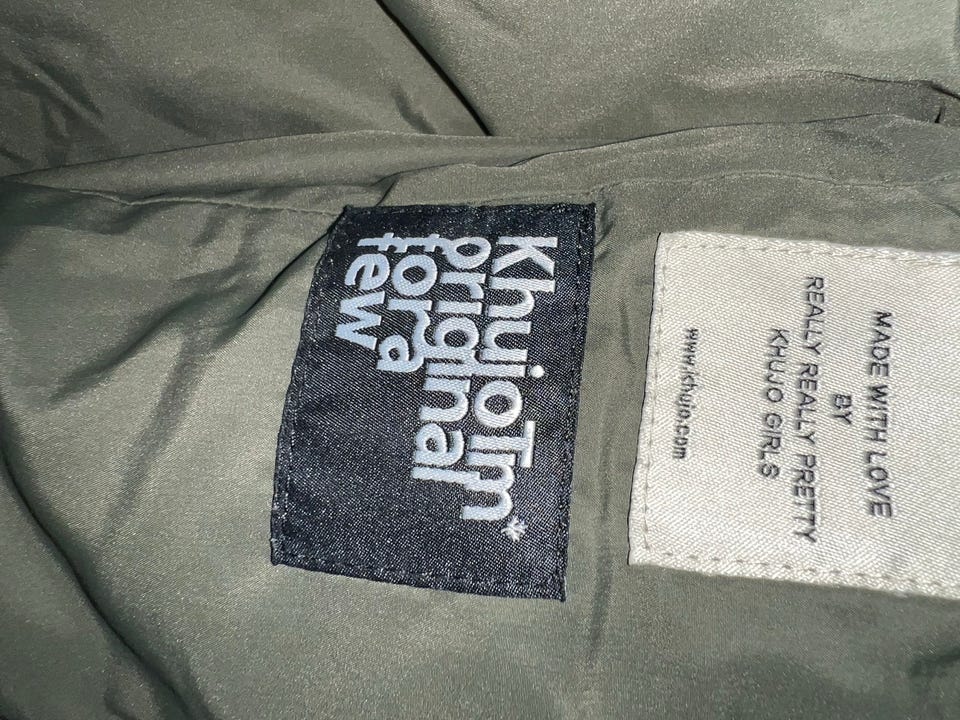 KhujoTm*
original
for a
few
MADE WITH LOVE
BY
REALLY REALLY PRETTY
KHUJO GIRLS
www.khujo.com